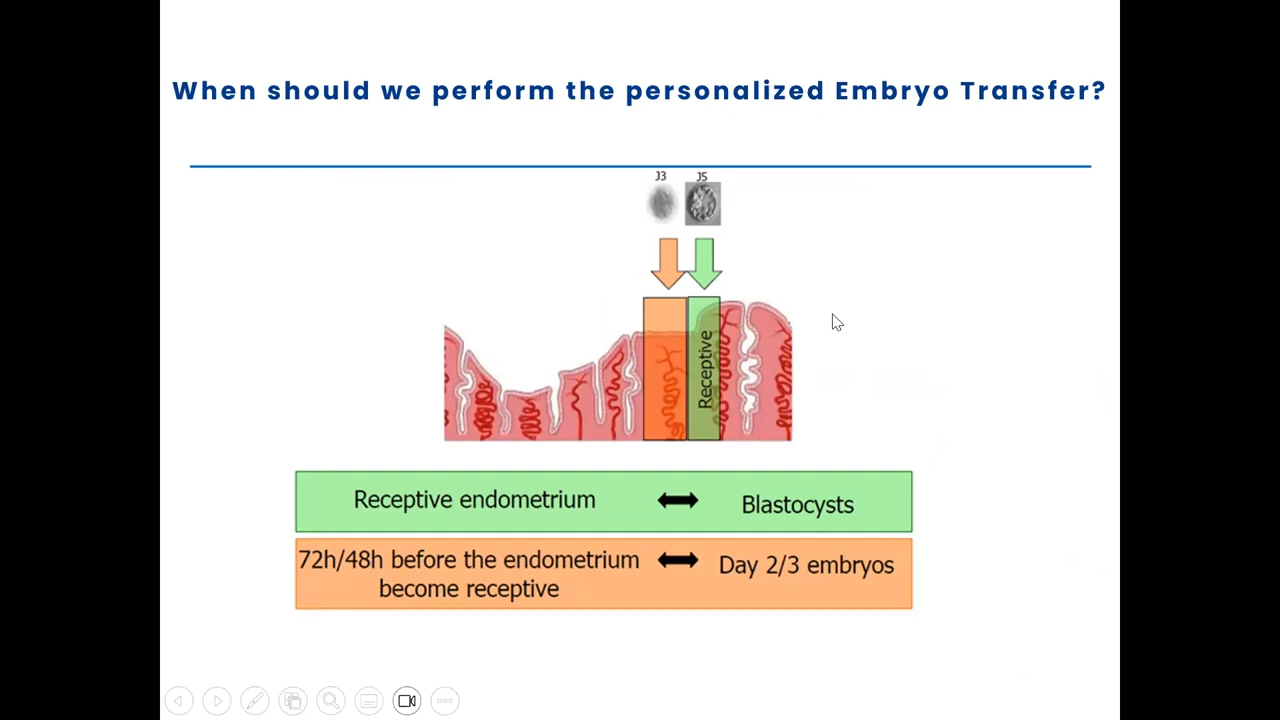 When should we perform the personalized Embryo Transfer?
J3 J5
Receptive
Receptive endometrium Blastocysts
72h/48h before the endometrium
become receptive
Day 2/3 embryos